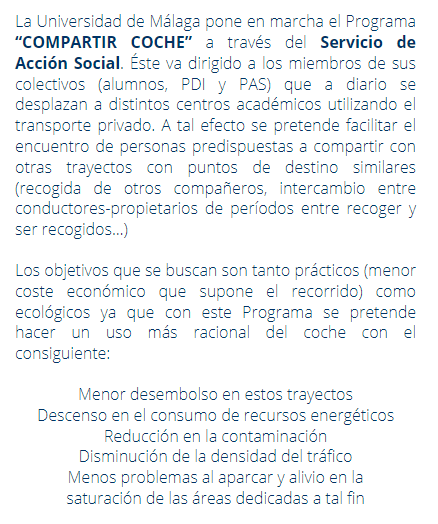 La Universidad de Málaga pone en marcha el Programa
“COMPARTIR COCHE” a través del Servicio de
Acción Social. Éste va dirigido a los miembros de sus
colectivos (alumnos, PDI y PAS) que a diario se
desplazan a distintos centros académicos utilizando el
transporte privado. A tal efecto se pretende facilitar el
encuentro de personas predispuestas a compartir con
otras trayectos con puntos de destino similares
(recogida de otros compañeros, intercambio entre
conductores-propietarios de períodos entre recoger y
ser recogidos...)
Los objetivos que se buscan son tanto prácticos (menor
coste económico que supone el recorrido) como
ecológicos ya que con este Programa se pretende
hacer un uso más racional del coche con el
consiguiente:
Menor desembolso en estos trayectos
Descenso en el consumo de recursos energéticos
Reducción en la contaminación
Disminución de la densidad del tráfico
Menos problemas al aparcar y alivio en la
saturación de las áreas dedicadas a tal fin